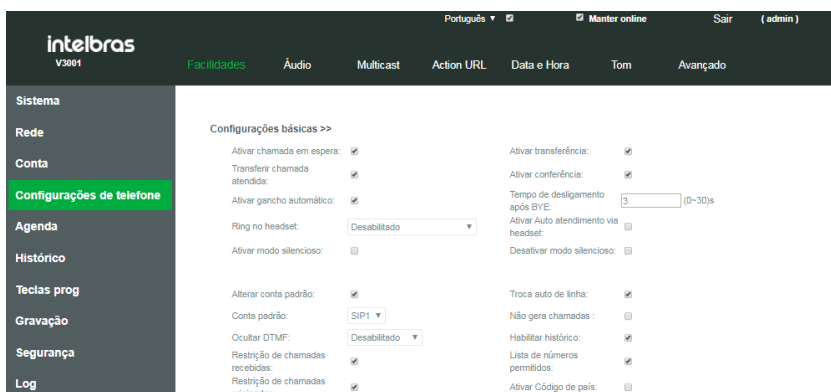 Português
Manter online
Sair
( admin )
intelbras
V3001
Facilidades
Áudio
Multicast
Action URL
Data e Hora
Tom
Avançado
Sistema
Rede
Conta
Configurações de telefone
Agenda
Histórico
Teclas prog
Gravação
Segurança
Log
Configurações básicas >>
Ativar chamada em espera:
Ativar transferência:
Transferir chamada
atendida:
Ativar conferência:
Ativar gancho automático:
Tempo de desligamento
após BYE:
3
(0~30)s
Ring no headset:
Desabilitado
Ativar Auto atendimento via
headset:
Ativar modo silencioso:
Desativar modo silencioso:
Alterar conta padrão:
Troca auto de linha:
Conta padrão:
SIP1
Não gera chamadas :
Ocultar DTMF:
Desabilitado
Habilitar histórico:
Restrição de chamadas
recebidas:
Lista de números
permitidos:
Restrição de chamadas
Ativar Código de país: